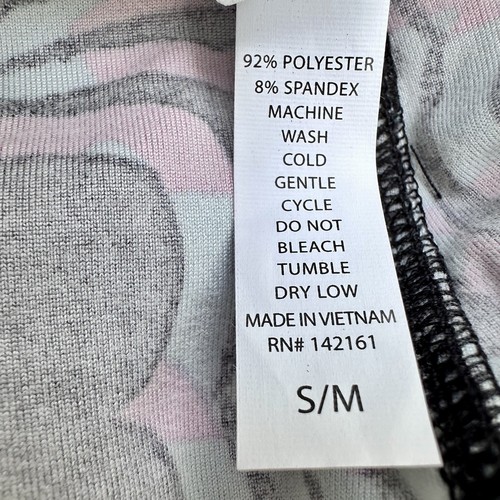 92% POLYESTER
8% SPANDEX
MACHINE
WASH
COLD
GENTLE
CYCLE
DO NOT
BLEACH
TUMBLE
DRY LOW
MADE IN VIETNAM
RN# 142161
S/M